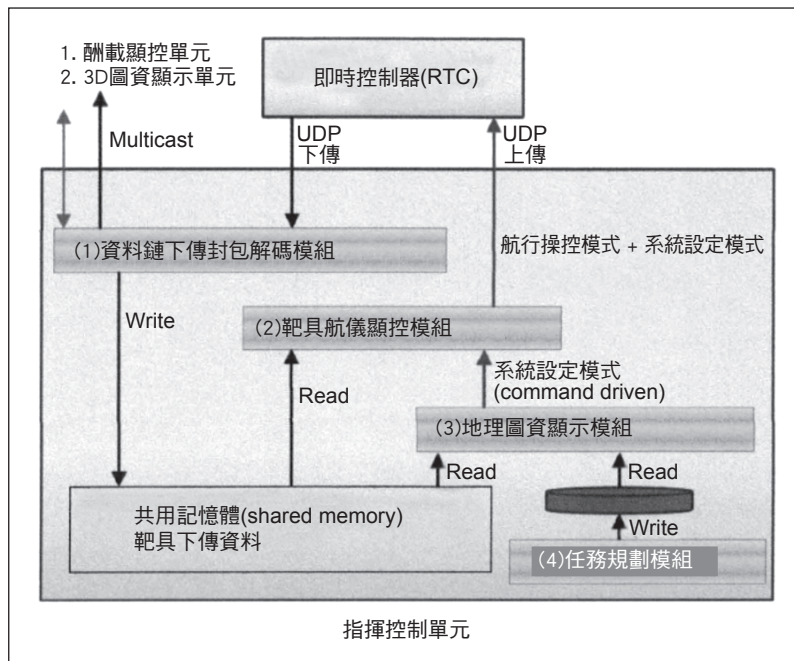 1. 酬載顯控單元
2. 3D圖資顯示單元
即時控制器(RTC)
Multicast
UDP
下傳
UDP
上傳
(1)資料鏈下傳封包解碼模組
航行操控模式 + 系統設定模式
Write
(2)靶具航儀顯控模組
系統設定模式
(command driven)
Read
(3)地理圖資顯示模組
Read
Read
共用記憶體(shared memory)
靶具下傳資料
Write
(4)任務規劃模組
指揮控制單元